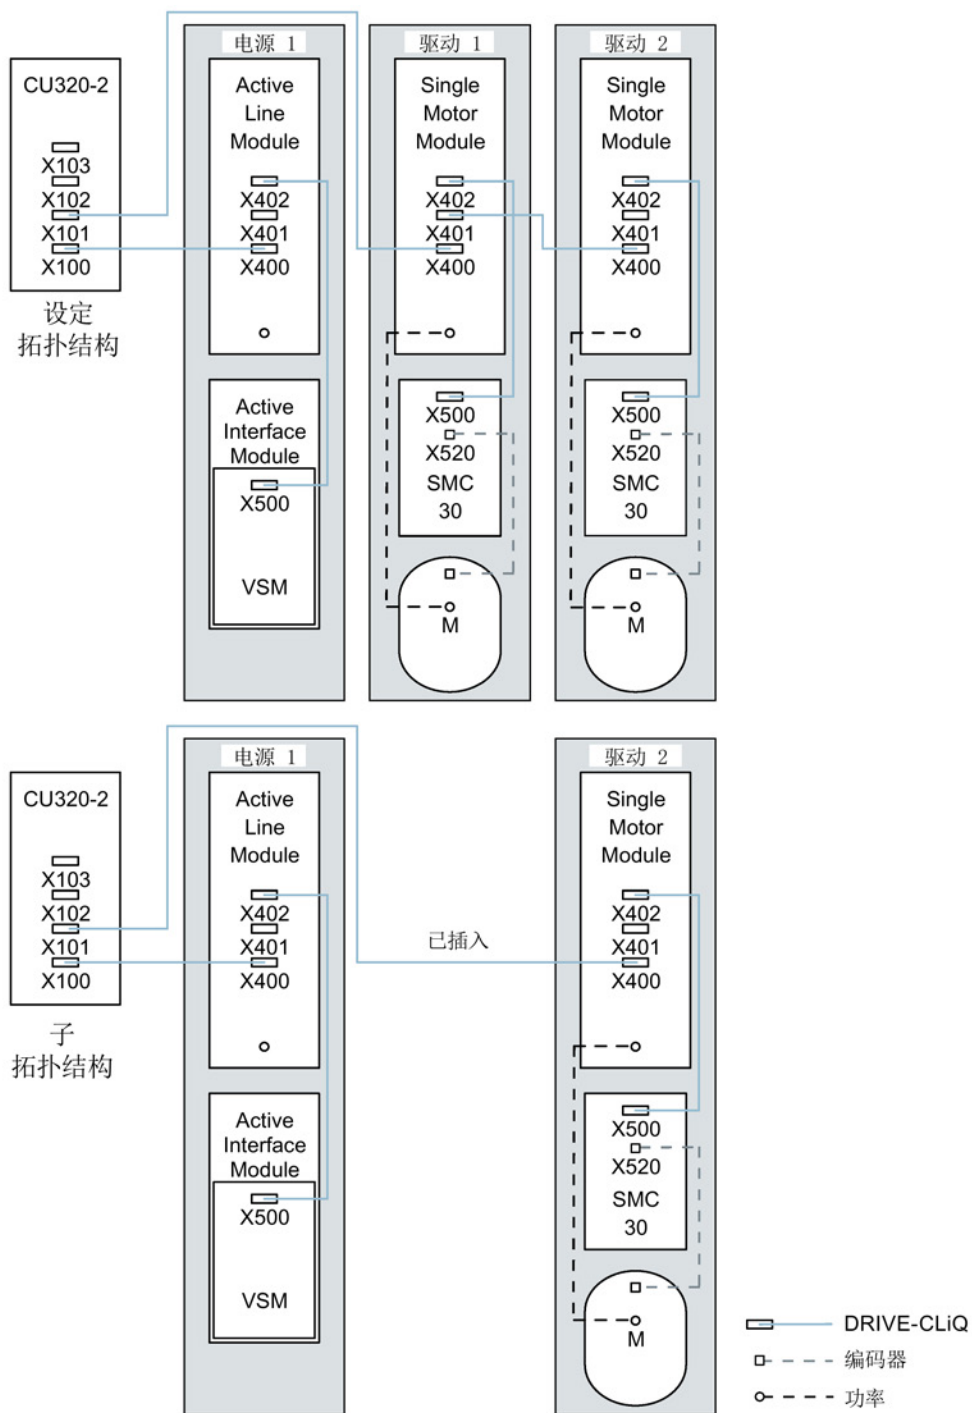 电源 1
驱动 1
驱动 2
CU320-2
X103
X102
X101
X100
设定
拓扑结构
Active
Line
Module
X402
X401
X400
Active
Interface
Module
X500
VSM
Single
Motor
Module
X402
X401
X400
X500
X520
SMC
30
M
Single
Motor
Module
X402
X401
X400
X500
X520
SMC
30
M
电源 1
驱动 2
CU320-2
X103
X102
X101
X100
子
拓扑结构
Active
Line
Module
X402
X401
X400
Active
Interface
Module
X500
VSM
已插入
Single
Motor
Module
X402
X401
X400
X500
X520
SMC
30
M
DRIVE-CLiQ
编码器
功率